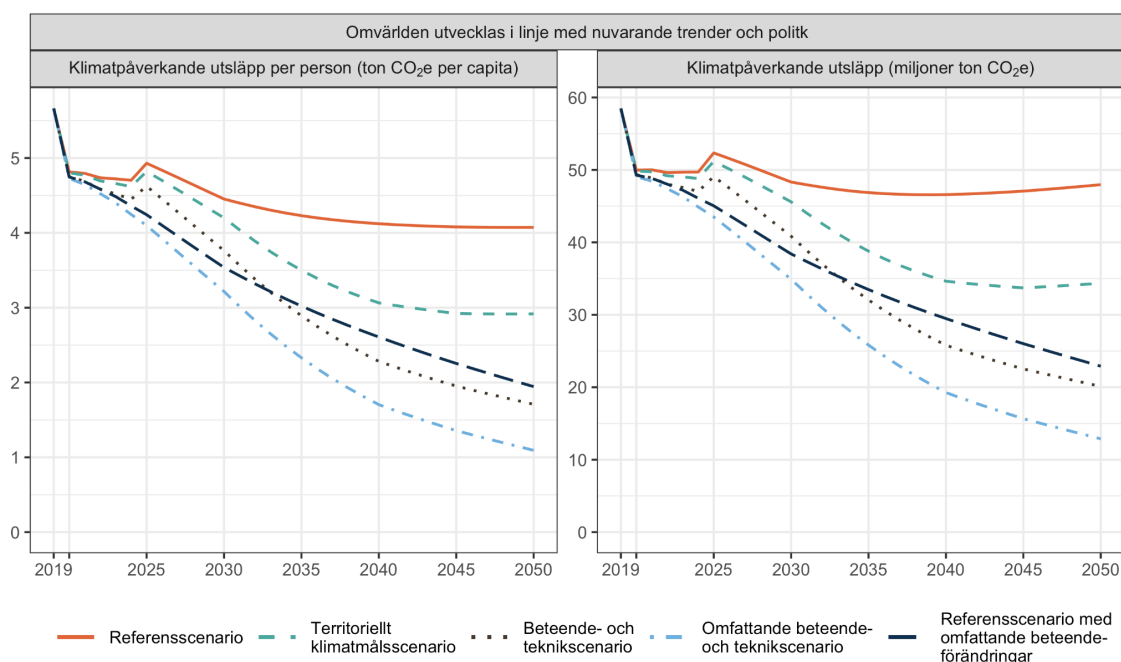 Omvärlden utvecklas i linje med nuvarande trender och politk
Klimatpåverkande utsläpp per person (ton CO₂e per capita)
Klimatpåverkande utsläpp (miljoner ton CO₂e)
5
4
3
2
1
0
2019 2020 2025 2030 2035 2040 2045 2050
60
50
40
30
20
10
0
2019 2020 2025 2030 2035 2040 2045 2050
Referensscenario
Territoriellt
klimatmålsscenario
Beteende- och
teknikscenario
Omfattande beteende-
och teknikscenario
Referensscenario med
omfattande beteende-
förändringar